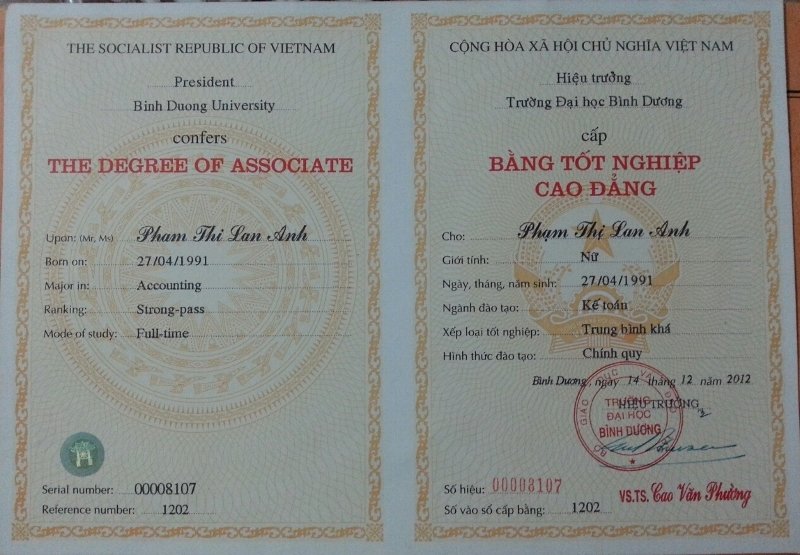 THE SOCIALIST REPUBLIC OF VIETNAM
President
Binh Duong University
confers
THE DEGREE OF ASSOCIATE
Upon: (Mr, Ms) Pham Thi Lan Anh
Born on: 27/04/1991
Major in: Accounting
Ranking: Strong-pass
Mode of study: Full-time
Serial number: 00008107
Reference number: 1202
CỘNG HÒA XÃ HỘI CHỦ NGHĨA VIỆT NAM
Hiệu trưởng
Trường Đại học Bình Dương
cấp
BẰNG TỐT NGHIỆP
CAO ĐẲNG
Cho: Phạm Thị Lan Anh
Giới tính: Nữ
Ngày, tháng, năm sinh: 27/04/1991
Ngành đào tạo: Kế toán
Xếp loại tốt nghiệp: Trung bình khá
Hình thức đào tạo: Chính quy
Bình Dương, ngày 14 tháng 12 năm 2012
HIỆU TRƯỞNG
BỘ GIÁO DỤC VÀ
TRƯỜNG
ĐẠI HỌC
BÌNH DƯƠNG
Số hiệu: 00008107
VS.TS. Cao Văn Phường
Số vào sổ cấp bằng: 1202